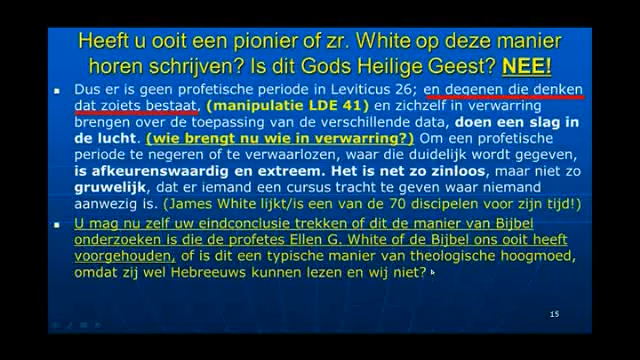 Heeft u ooit een pionier of zr. White op deze manier
horen schrijven? Is dit Gods Heilige Geest? NEE!
Dus er is geen profetische periode in Leviticus 26; en degenen die denken
dat zoiets bestaat, (manipulatie LDE 41) en zichzelf in verwarring
brengen over de toepassing van de verschillende data, doen een slag in
de lucht. (wie brengt nu wie in verwarring?) Om een profetische
periode te negeren of te verwaarlozen, waar die duidelijk wordt gegeven,
is afkeurenswaardig en extreem. Het is net zo zinloos, maar niet zo
gruwelijk, dat er iemand een cursus tracht te geven waar niemand
aanwezig is. (James White lijkt/is een van de 70 discipelen voor zijn tijd!)
U mag nu zelf uw eindconclusie trekken of dit de manier van Bijbel
onderzoeken is die de profetes Ellen G. White of de Bijbel ons ooit heeft
voorgehouden, of is dit een typische manier van theologische hoogmoed,
omdat zij wel Hebreeuws kunnen lezen en wij niet?
15